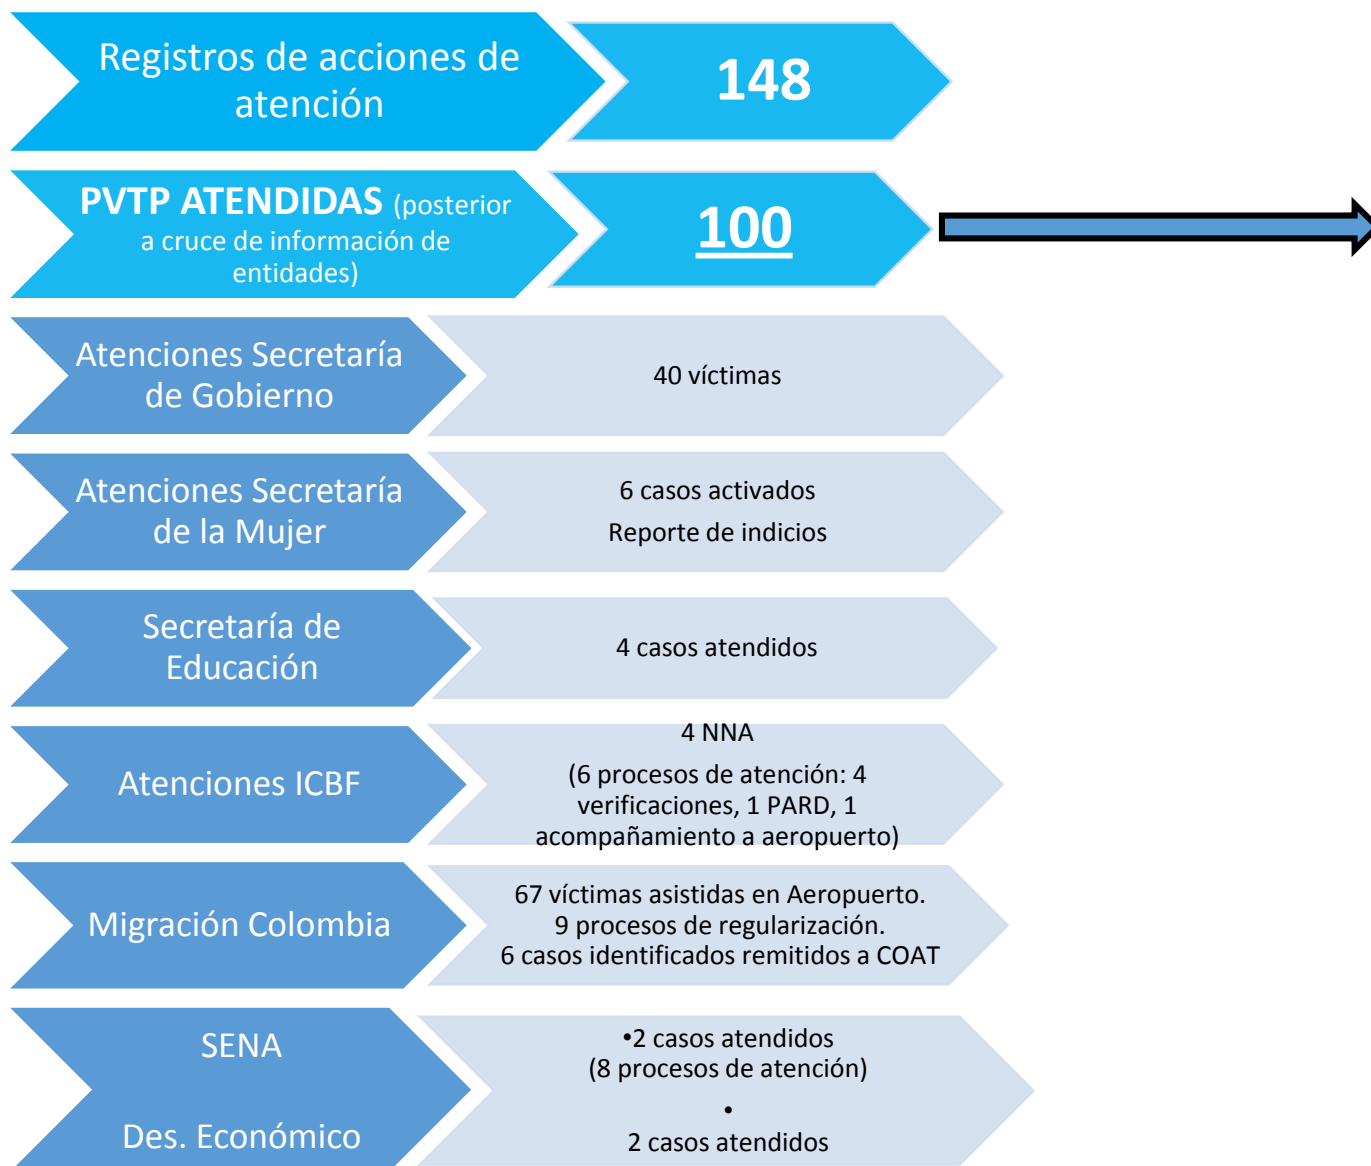 Registros de acciones de
atención
148
PVTP ATENDIDAS (posterior
a cruce de información de
entidades)
100
Atenciones Secretaría
de Gobierno
40 víctimas
Atenciones Secretaría
de la Mujer
6 casos activados
Reporte de indicios
Secretaría de
Educación
4 casos atendidos
Atenciones ICBF
4 NNA
(6 procesos de atención: 4
verificaciones, 1 PARD, 1
acompañamiento a aeropuerto)
Migración Colombia
67 víctimas asistidas en Aeropuerto.
9 procesos de regularización.
6 casos identificados remitidos a COAT
SENA
Des. Económico
•2 casos atendidos
(8 procesos de atención)
•
2 casos atendidos